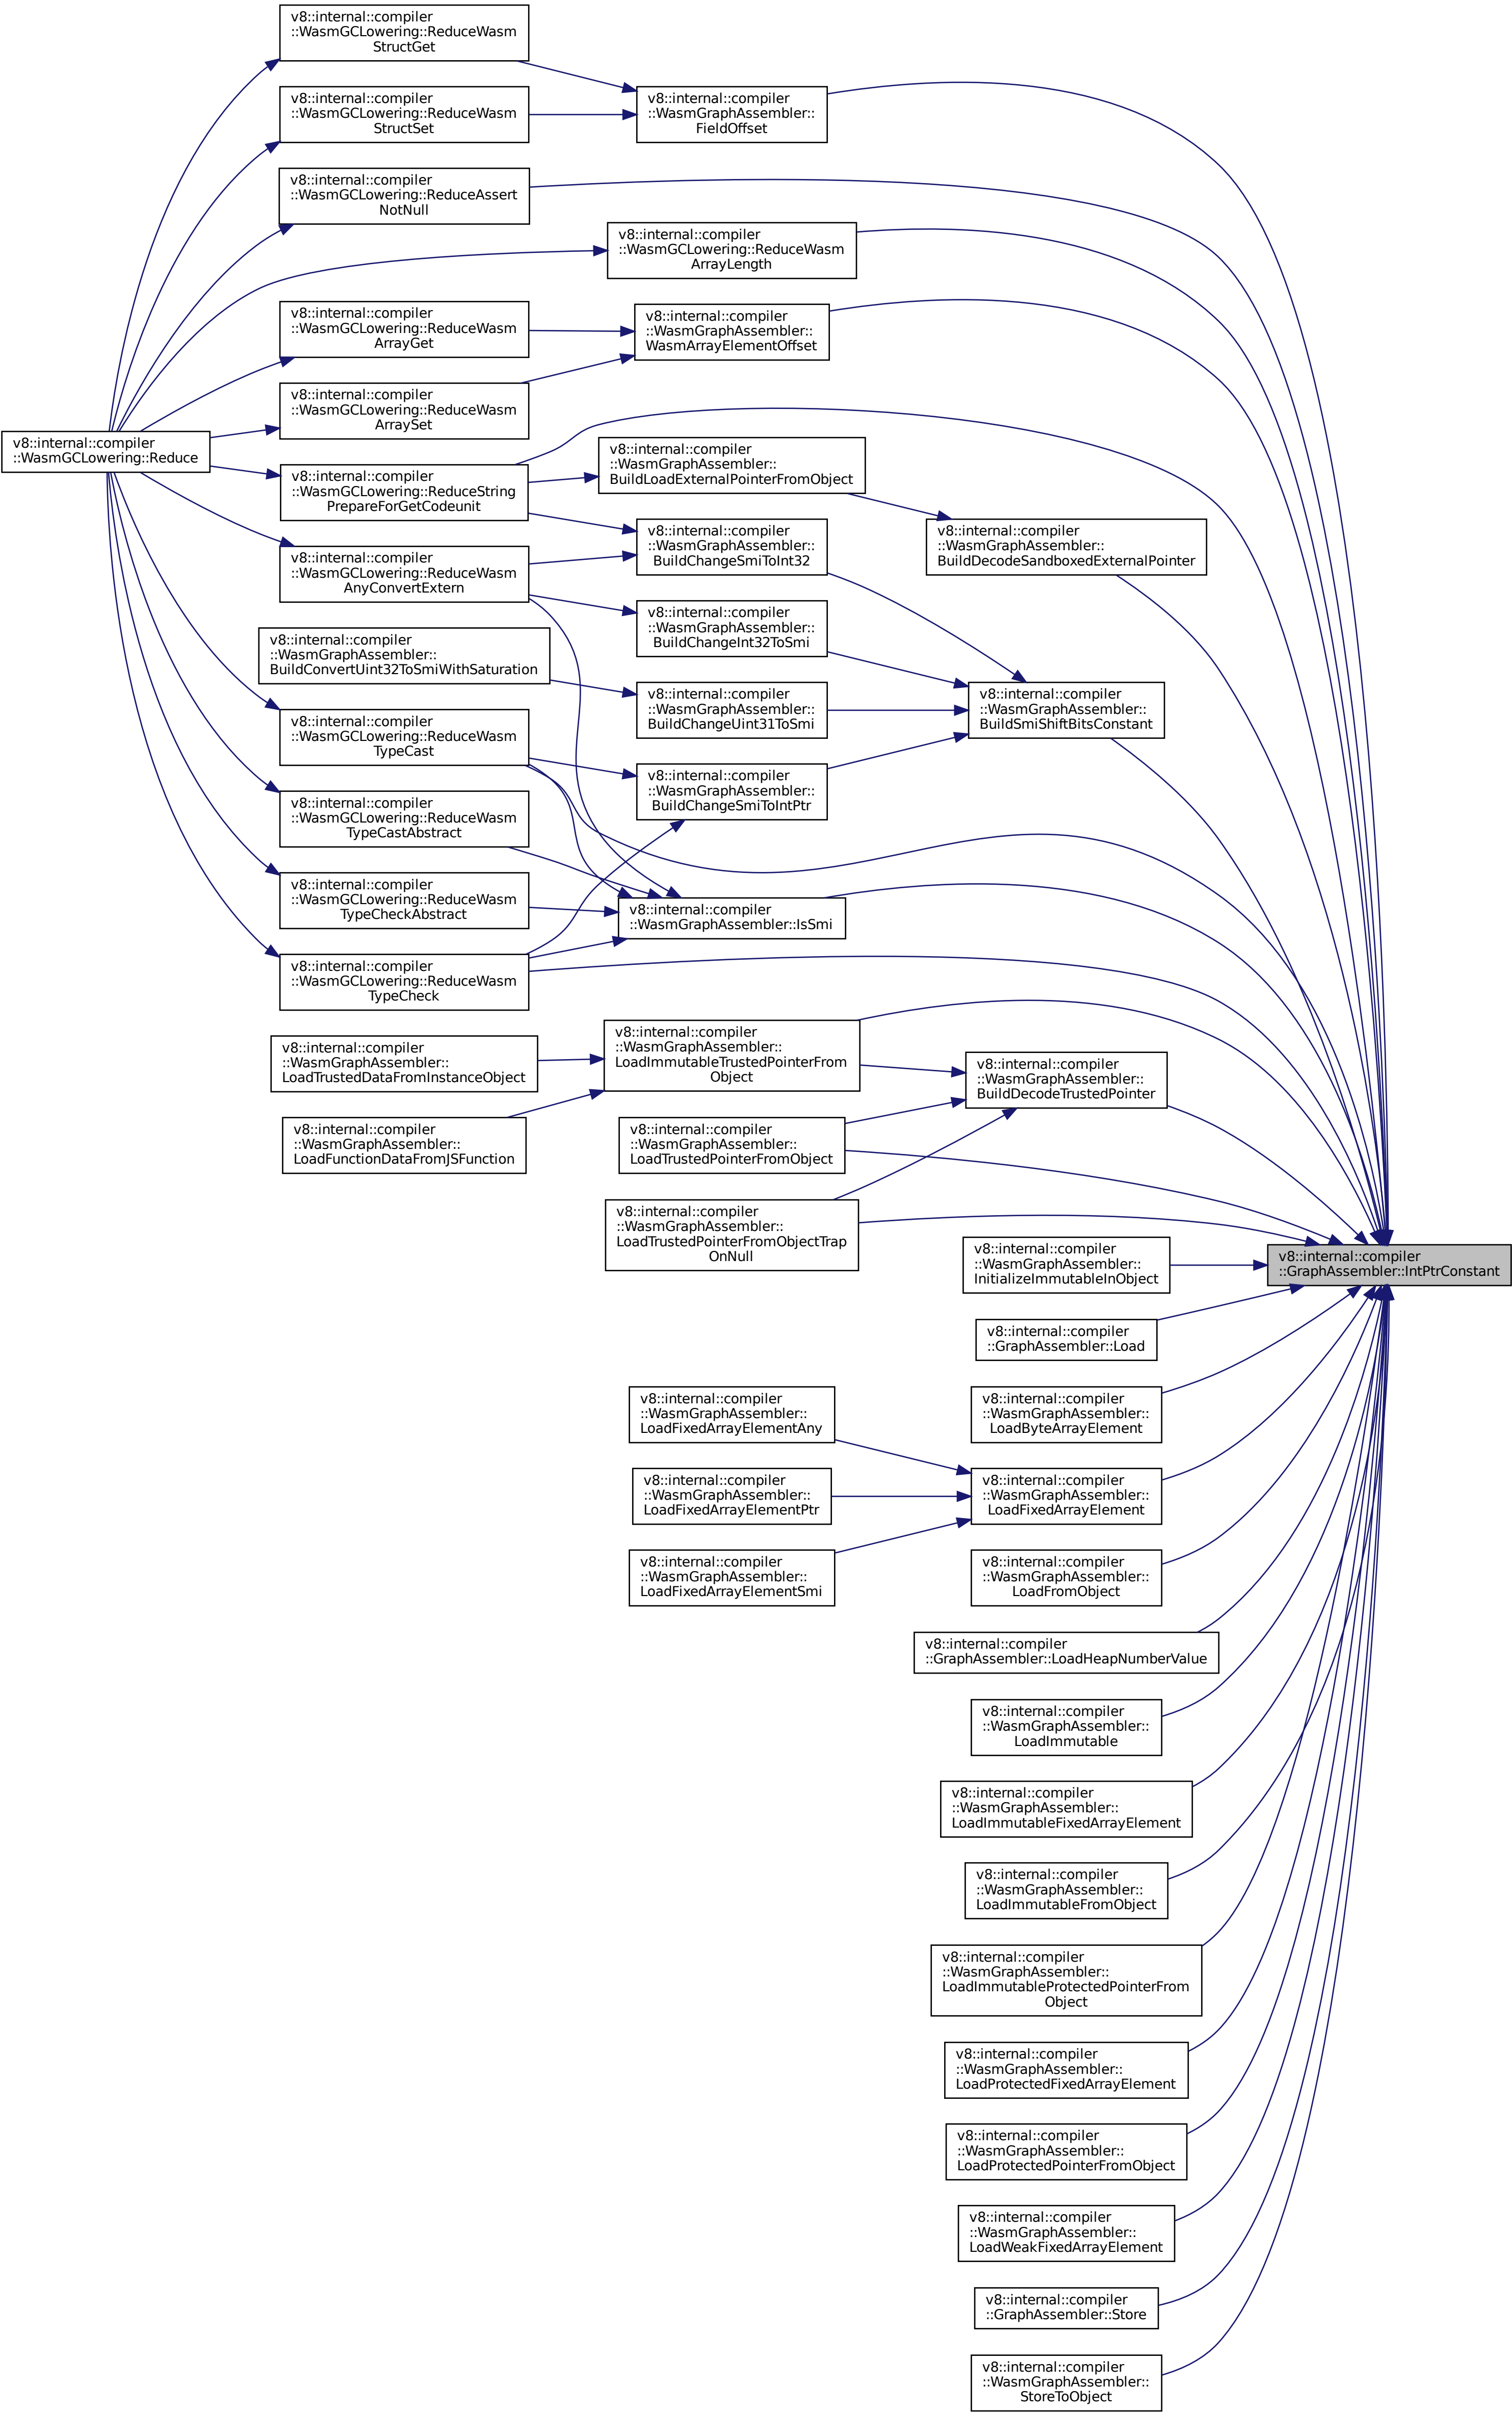 v8::internal::compiler
::WasmGCLowering::ReduceWasm
StructGet
v8::internal::compiler
::WasmGraphAssembler::
FieldOffset
v8::internal::compiler
::WasmGCLowering::ReduceWasm
StructSet
v8::internal::compiler
::WasmGCLowering::ReduceAssert
NotNull
v8::internal::compiler
::WasmGCLowering::ReduceWasm
ArrayLength
v8::internal::compiler
::WasmGCLowering::ReduceWasm
ArrayGet
v8::internal::compiler
::WasmGraphAssembler::
WasmArrayElementOffset
v8::internal::compiler
::WasmGCLowering::ReduceWasm
ArraySet
v8::internal::compiler
::WasmGCLowering::Reduce
v8::internal::compiler
::WasmGCLowering::ReduceString
PrepareForGetCodeunit
v8::internal::compiler
::WasmGraphAssembler::
BuildLoadExternalPointerFromObject
v8::internal::compiler
::WasmGraphAssembler::
BuildChangeSmiToInt32
v8::internal::compiler
::WasmGraphAssembler::
BuildDecodeSandboxedExternalPointer
v8::internal::compiler
::WasmGCLowering::ReduceWasm
AnyConvertExtern
v8::internal::compiler
::WasmGraphAssembler::
BuildChangeInt32ToSmi
v8::internal::compiler
::WasmGraphAssembler::
BuildConvertUint32ToSmiWithSaturation
v8::internal::compiler
::WasmGraphAssembler::
BuildChangeUint31ToSmi
v8::internal::compiler
::WasmGraphAssembler::
BuildSmiShiftBitsConstant
v8::internal::compiler
::WasmGCLowering::ReduceWasm
TypeCast
v8::internal::compiler
::WasmGraphAssembler::
BuildChangeSmiToIntPtr
v8::internal::compiler
::WasmGCLowering::ReduceWasm
TypeCastAbstract
v8::internal::compiler
::WasmGCLowering::ReduceWasm
TypeCheckAbstract
v8::internal::compiler
::WasmGraphAssembler::IsSmi
v8::internal::compiler
::WasmGCLowering::ReduceWasm
TypeCheck
v8::internal::compiler
::WasmGraphAssembler::
LoadTrustedDataFromInstanceObject
v8::internal::compiler
::WasmGraphAssembler::
LoadImmutableTrustedPointerFrom
Object
v8::internal::compiler
::WasmGraphAssembler::
BuildDecodeTrustedPointer
v8::internal::compiler
::WasmGraphAssembler::
LoadFunctionDataFromJSFunction
v8::internal::compiler
::WasmGraphAssembler::
LoadTrustedPointerFromObject
v8::internal::compiler
::WasmGraphAssembler::
LoadTrustedPointerFromObjectTrap
OnNull
v8::internal::compiler
::WasmGraphAssembler::
InitializeImmutableInObject
v8::internal::compiler
::GraphAssembler::IntPtrConstant
v8::internal::compiler
::GraphAssembler::Load
v8::internal::compiler
::WasmGraphAssembler::
LoadByteArrayElement
v8::internal::compiler
::WasmGraphAssembler::
LoadFixedArrayElementAny
v8::internal::compiler
::WasmGraphAssembler::
LoadFixedArrayElementPtr
v8::internal::compiler
::WasmGraphAssembler::
LoadFixedArrayElement
v8::internal::compiler
::WasmGraphAssembler::
LoadFixedArrayElementSmi
v8::internal::compiler
::WasmGraphAssembler::
LoadFromObject
v8::internal::compiler
::GraphAssembler::LoadHeapNumberValue
v8::internal::compiler
::WasmGraphAssembler::
LoadImmutable
v8::internal::compiler
::WasmGraphAssembler::
LoadImmutableFixedArrayElement
v8::internal::compiler
::WasmGraphAssembler::
LoadImmutableFromObject
v8::internal::compiler
::WasmGraphAssembler::
LoadImmutableProtectedPointerFrom
Object
v8::internal::compiler
::WasmGraphAssembler::
LoadProtectedFixedArrayElement
v8::internal::compiler
::WasmGraphAssembler::
LoadProtectedPointerFromObject
v8::internal::compiler
::WasmGraphAssembler::
LoadWeakFixedArrayElement
v8::internal::compiler
::GraphAssembler::Store
v8::internal::compiler
::WasmGraphAssembler::
StoreToObject